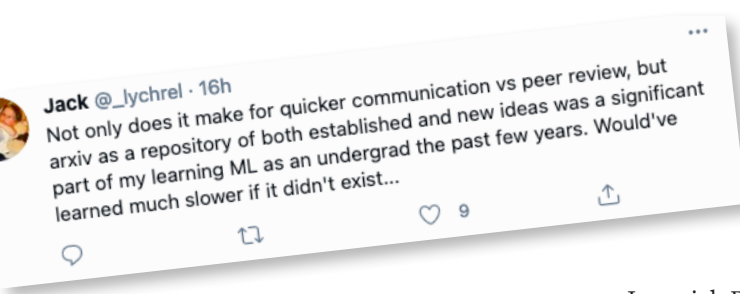 Jack @_lychrel · 16h
Not only does it make for quicker communication vs peer review, but
arxiv as a repository of both established and new ideas was a significant
part of my learning ML as an undergrad the past few years. Would've
learned much slower if it didn't exist...
9